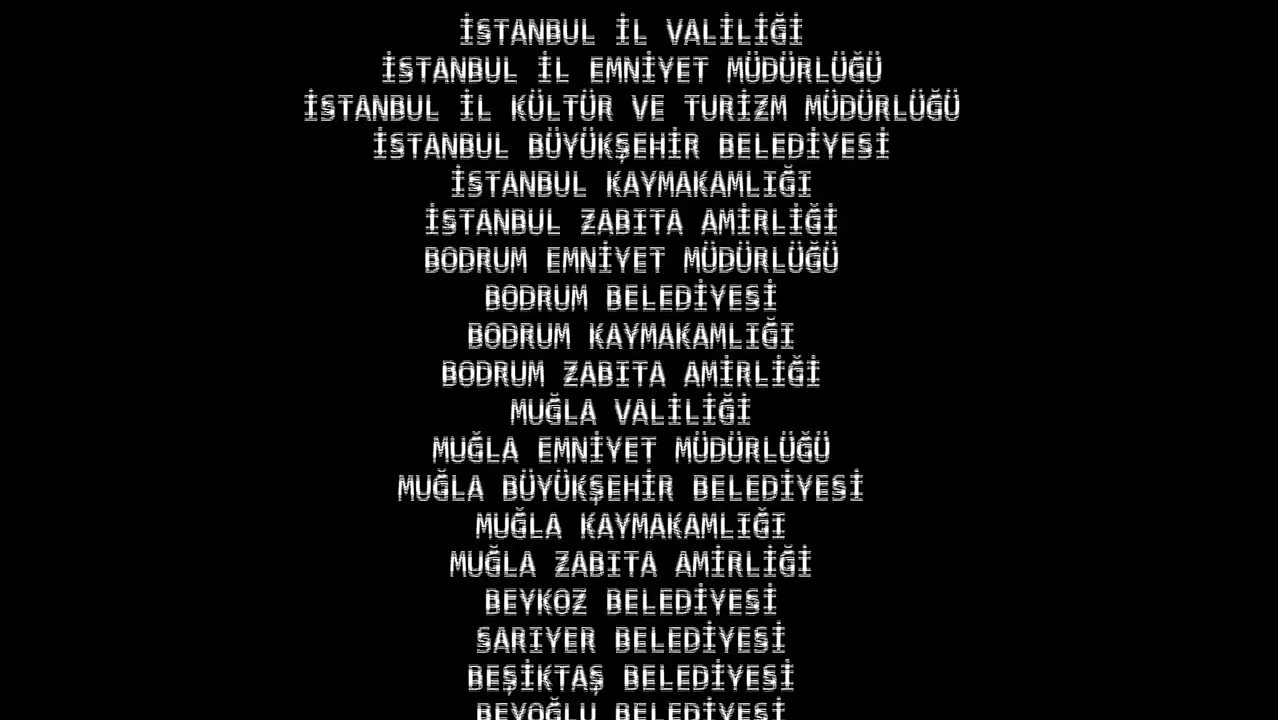 İSTANBUL İL VALİLİĞİ
İSTANBUL İL EMNİYET MÜDÜRLÜĞÜ
İSTANBUL İL KÜLTÜR VE TURİZM MÜDÜRLÜĞÜ
İSTANBUL BÜYÜKŞEHİR BELEDİYESİ
İSTANBUL KAYMAKAMLIĞI
İSTANBUL ZABITA AMİRLİĞİ
BODRUM EMNİYET MÜDÜRLÜĞÜ
BODRUM BELEDİYESİ
BODRUM KAYMAKAMLIĞI
BODRUM ZABITA AMİRLİĞİ
MUĞLA VALİLİĞİ
MUĞLA EMNİYET MÜDÜRLÜĞÜ
MUĞLA BÜYÜKŞEHİR BELEDİYESİ
MUĞLA KAYMAKAMLIĞI
MUĞLA ZABITA AMİRLİĞİ
BEYKOZ BELEDİYESİ
SARIYER BELEDİYESİ
BEŞİKTAŞ BELEDİYESİ
BEYOĞLU BELEDİYESİ